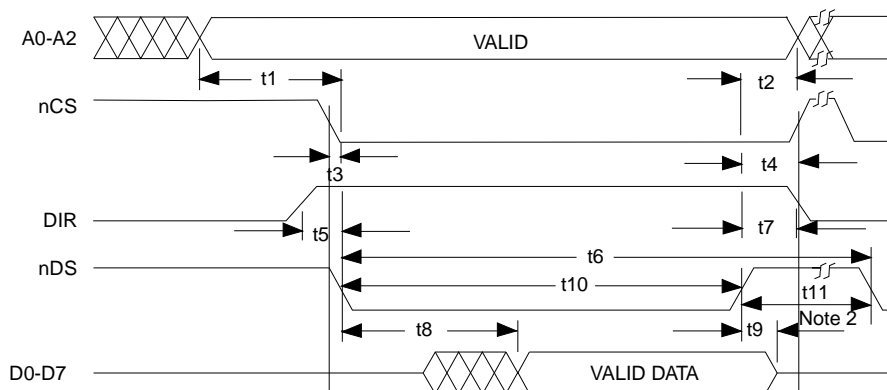 A0-A2
VALID
t1
t2
nCS
t3
t4
DIR
t5
t7
t6
nDS
t10
t11
t8
t9
Note 2
D0-D7
VALID DATA